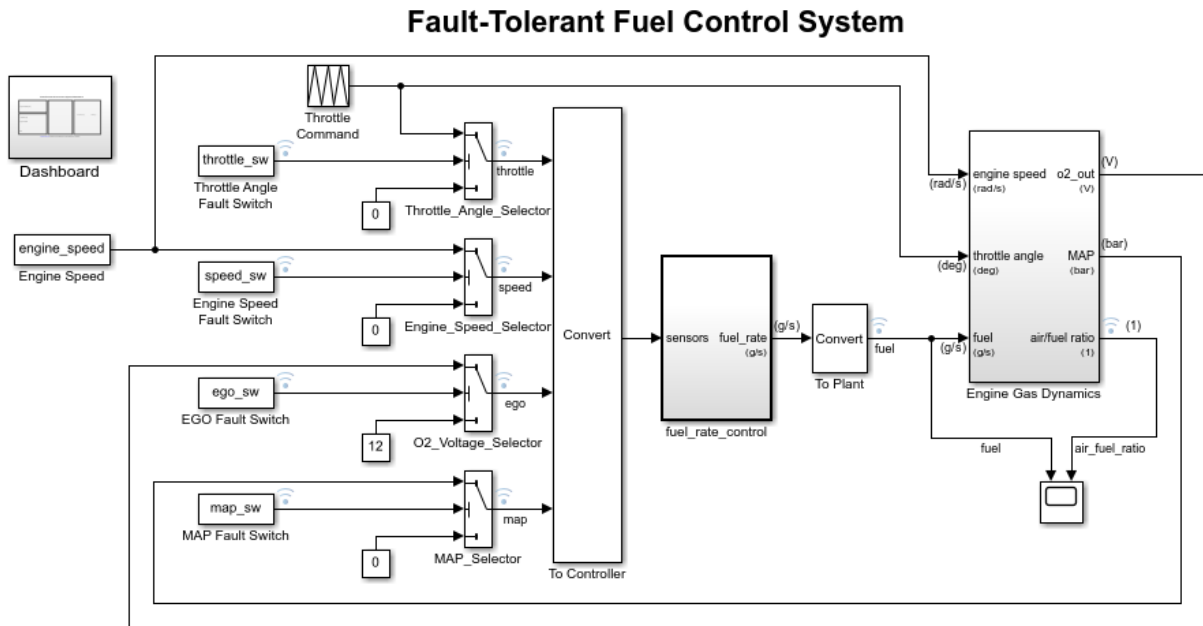 Fault-Tolerant Fuel Control System
Dashboard
Throttle
Command
throttle_sw
Throttle Angle
Fault Switch
0
throttle
Throttle_Angle_Selector
engine_speed
Engine Speed
speed_sw
Engine Speed
Fault Switch
0
speed
Engine_Speed_Selector
ego_sw
EGO Fault Switch
12
ego
O2_Voltage_Selector
map_sw
MAP Fault Switch
0
map
MAP_Selector
Convert
To Controller
sensors
fuel_rate
(g/s)
fuel_rate_control
(g/s)
Convert
To Plant
fuel
(rad/s)
(deg)
(g/s)
engine speed
(rad/s)
throttle angle
(deg)
fuel
(g/s)
o2_out
(V)
MAP
(bar)
air/fuel ratio
(1)
Engine Gas Dynamics
(V)
(bar)
(1)
fuel
air_fuel_ratio